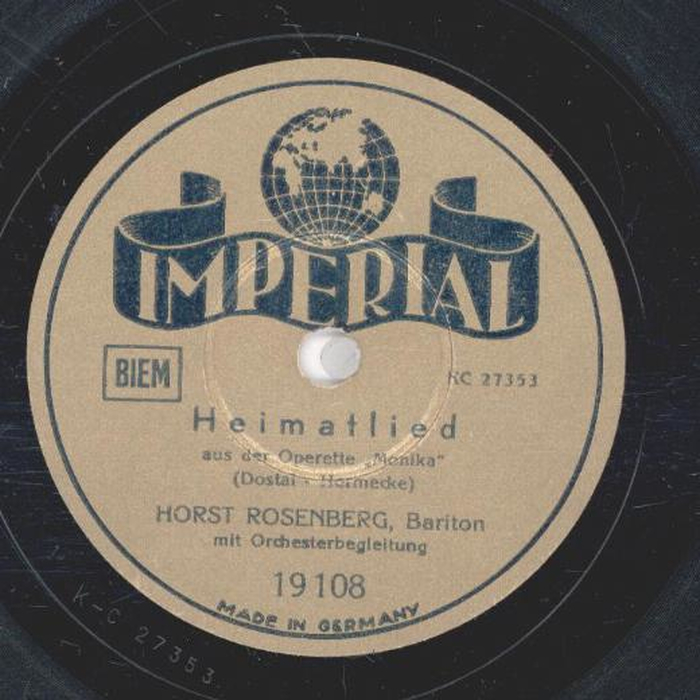 IMPERIAL
BIEM
KC 27353
Heimatlied
aus der Operette „Monika“
(Dostal - Hermecke)
HORST ROSENBERG, Bariton
mit Orchesterbegleitung
19108
MADE IN GERMANY
K-C 27353